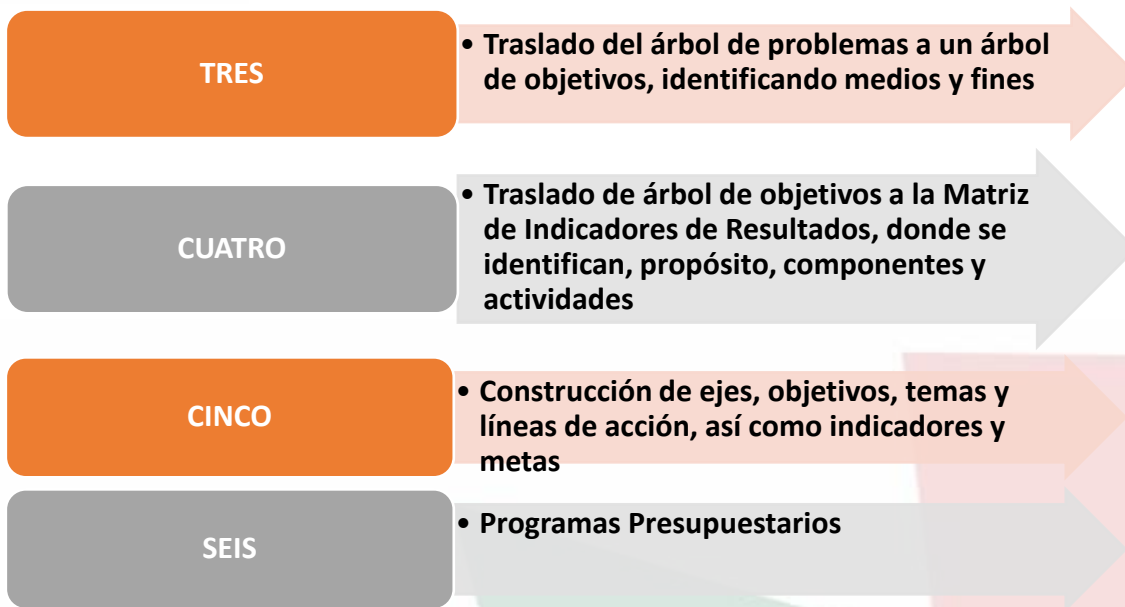 TRES
• Traslado del árbol de problemas a un árbol
de objetivos, identificando medios y fines
CUATRO
• Traslado de árbol de objetivos a la Matriz
de Indicadores de Resultados, donde se
identifican, propósito, componentes y
actividades
CINCO
• Construcción de ejes, objetivos, temas y
líneas de acción, así como indicadores y
metas
SEIS
• Programas Presupuestarios